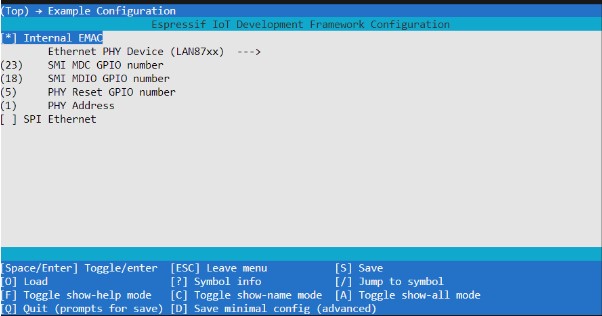 (Top) → Example Configuration
Espressif IoT Development Framework Configuration
[*] Internal EMAC
Ethernet PHY Device (LAN87xx)  --->
(23)    SMI MDC GPIO number
(18)    SMI MDIO GPIO number
(5)     PHY Reset GPIO number
(1)     PHY Address
[ ] SPI Ethernet
[Space/Enter] Toggle/enter  [ESC] Leave menu           [S] Save
[O] Load                    [?] Symbol info            [/] Jump to symbol
[F] Toggle show-help mode   [C] Toggle show-name mode  [A] Toggle show-all mode
[Q] Quit (prompts for save) [D] Save minimal config (advanced)